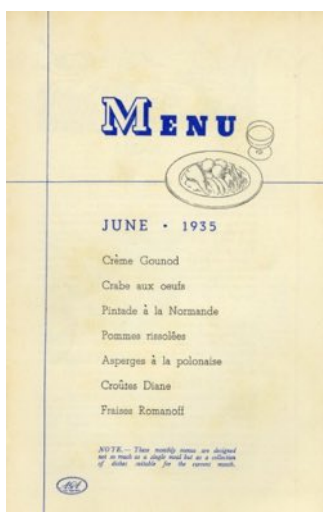 MENU
JUNE · 1935
Crème Gounod
Crabe aux oeufs
Pintade à la Normande
Pommes rissolées
Asperges à la polonaise
Croûtes Diane
Fraises Romanoff
NOTE.— These monthly menus are designed
not so much as a single meal but as a collection
of dishes suitable for the current month.